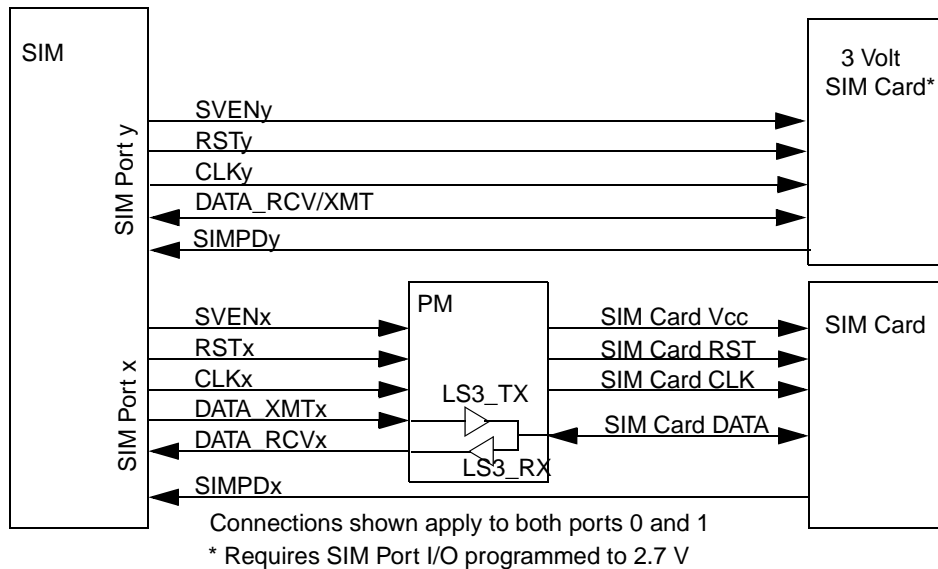 SIM
3 Volt
SIM Card*
SIM Port y
SVENy
RSTy
CLKy
DATA_RCV/XMT
SIMPDy
SIM Port x
SVENx
RSTx
CLKx
DATA_XMTx
DATA_RCVx
SIMPDx
PM
LS3_TX
LS3_RX
SIM Card Vcc
SIM Card RST
SIM Card CLK
SIM Card DATA
SIM Card
Connections shown apply to both ports 0 and 1
* Requires SIM Port I/O programmed to 2.7 V